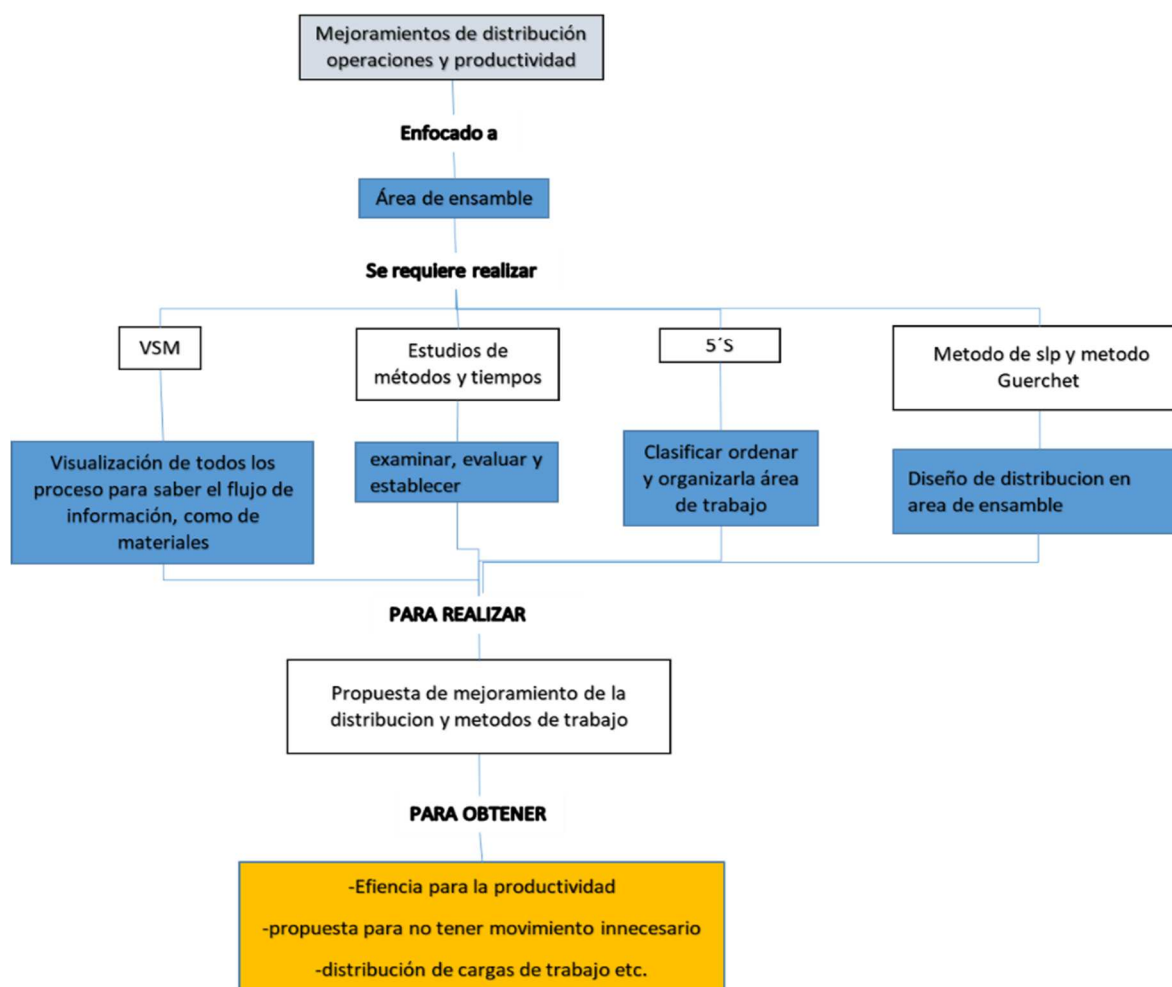 Mejoramientos de distribución
operaciones y productividad
Enfocado a
Área de ensamble
Se requiere realizar
VSM
Estudios de
métodos y tiempos
5´S
Metodo de slp y metodo
Guerchet
Visualización de todos los
proceso para saber el flujo de
información, como de
materiales
examinar, evaluar y
establecer
Clasificar ordenar
y organizarla área
de trabajo
Diseño de distribucion en
area de ensamble
PARA REALIZAR
Propuesta de mejoramiento de la
distribucion y metodos de trabajo
PARA OBTENER
-Efiencia para la productividad
-propuesta para no tener movimiento innecesario
-distribución de cargas de trabajo etc.